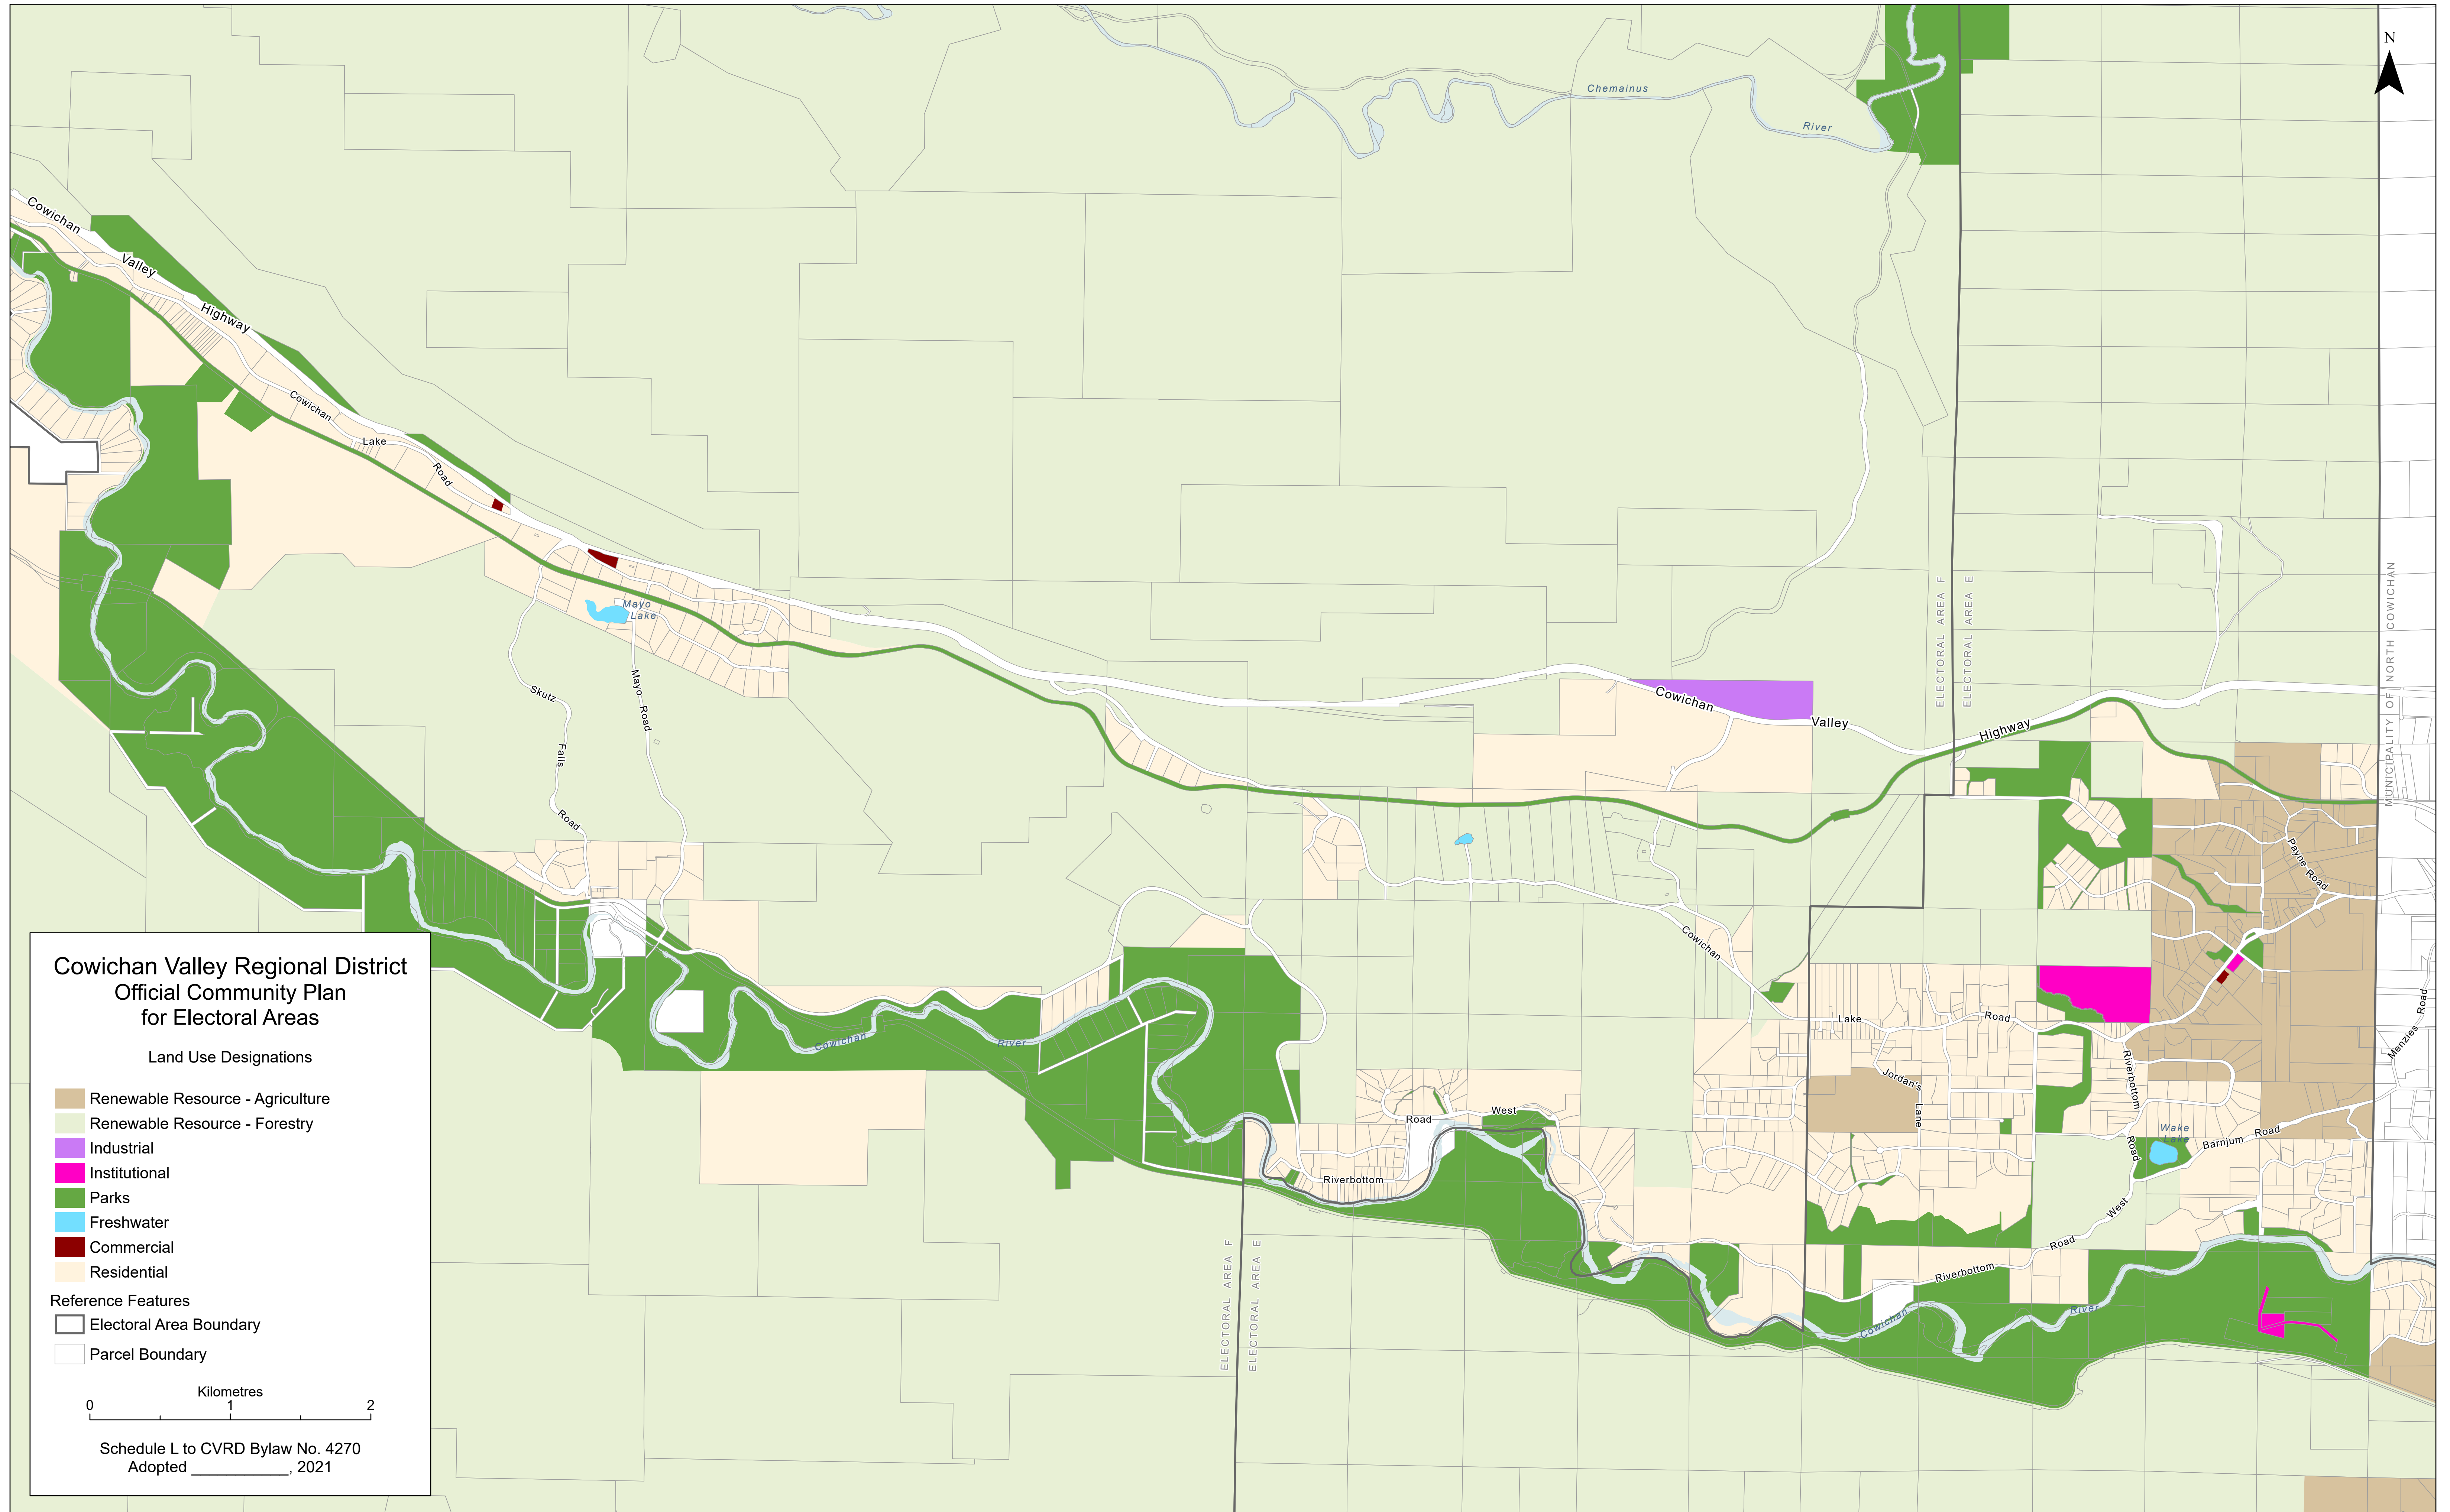 N
Chemainus
River
Cowichan
Valley
Highway
Cowichan
Lake
Road
Mayo
Lake
Skutz
Falls
Road
Mayo
Road
ELECTORAL AREA F
ELECTORAL AREA E
MUNICIPALITY OF NORTH COWICHAN
Cowichan
Valley
Highway
Payne
Road
Cowichan
Lake
Road
Menzies Road
Jordan's
Lane
Riverbottom
Road
West
Wake
Lake
Barnjum Road
Cowichan
River
Road
West
Riverbottom
ELECTORAL AREA F
ELECTORAL AREA E
Riverbottom
Road
Cowichan
River
Cowichan Valley Regional District
Official Community Plan
for Electoral Areas
Land Use Designations
Renewable Resource - Agriculture
Renewable Resource - Forestry
Industrial
Institutional
Parks
Freshwater
Commercial
Residential
Reference Features
Electoral Area Boundary
Parcel Boundary
Kilometres
0 1 2
Schedule L to CVRD Bylaw No. 4270
Adopted ____________, 2021